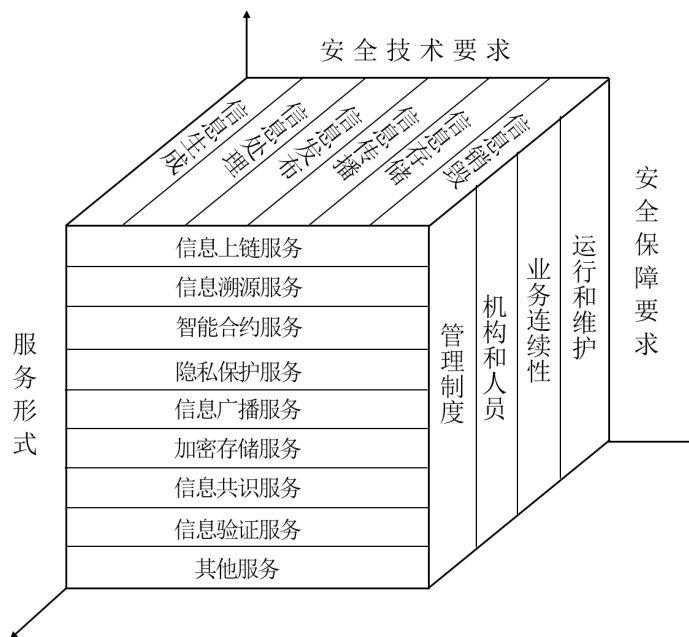 安全技术要求
信息生成
信息处理
信息发布
信息传播
信息存储
信息销毁
服务形式
信息上链服务
信息溯源服务
智能合约服务
隐私保护服务
信息广播服务
加密存储服务
信息共识服务
信息验证服务
其他服务
管理制度
机构和人员
业务连续性
运行和维护
安全保障要求